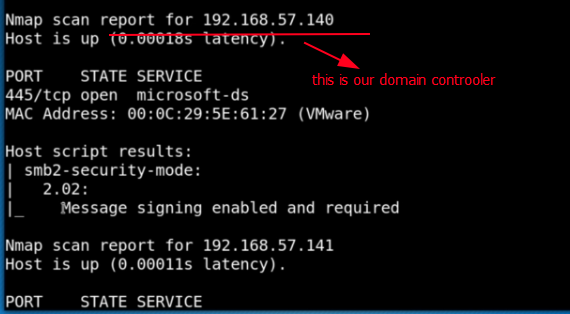 Nmap scan report for 192.168.57.140
Host is up (0.00018s latency).
this is our domain controoler
PORT    STATE SERVICE
445/tcp open  microsoft-ds
MAC Address: 00:0C:29:5E:61:27 (VMware)
Host script results:
| smb2-security-mode:
|   2.02:
|_    Message signing enabled and required
Nmap scan report for 192.168.57.141
Host is up (0.00011s latency).
PORT    STATE SERVICE